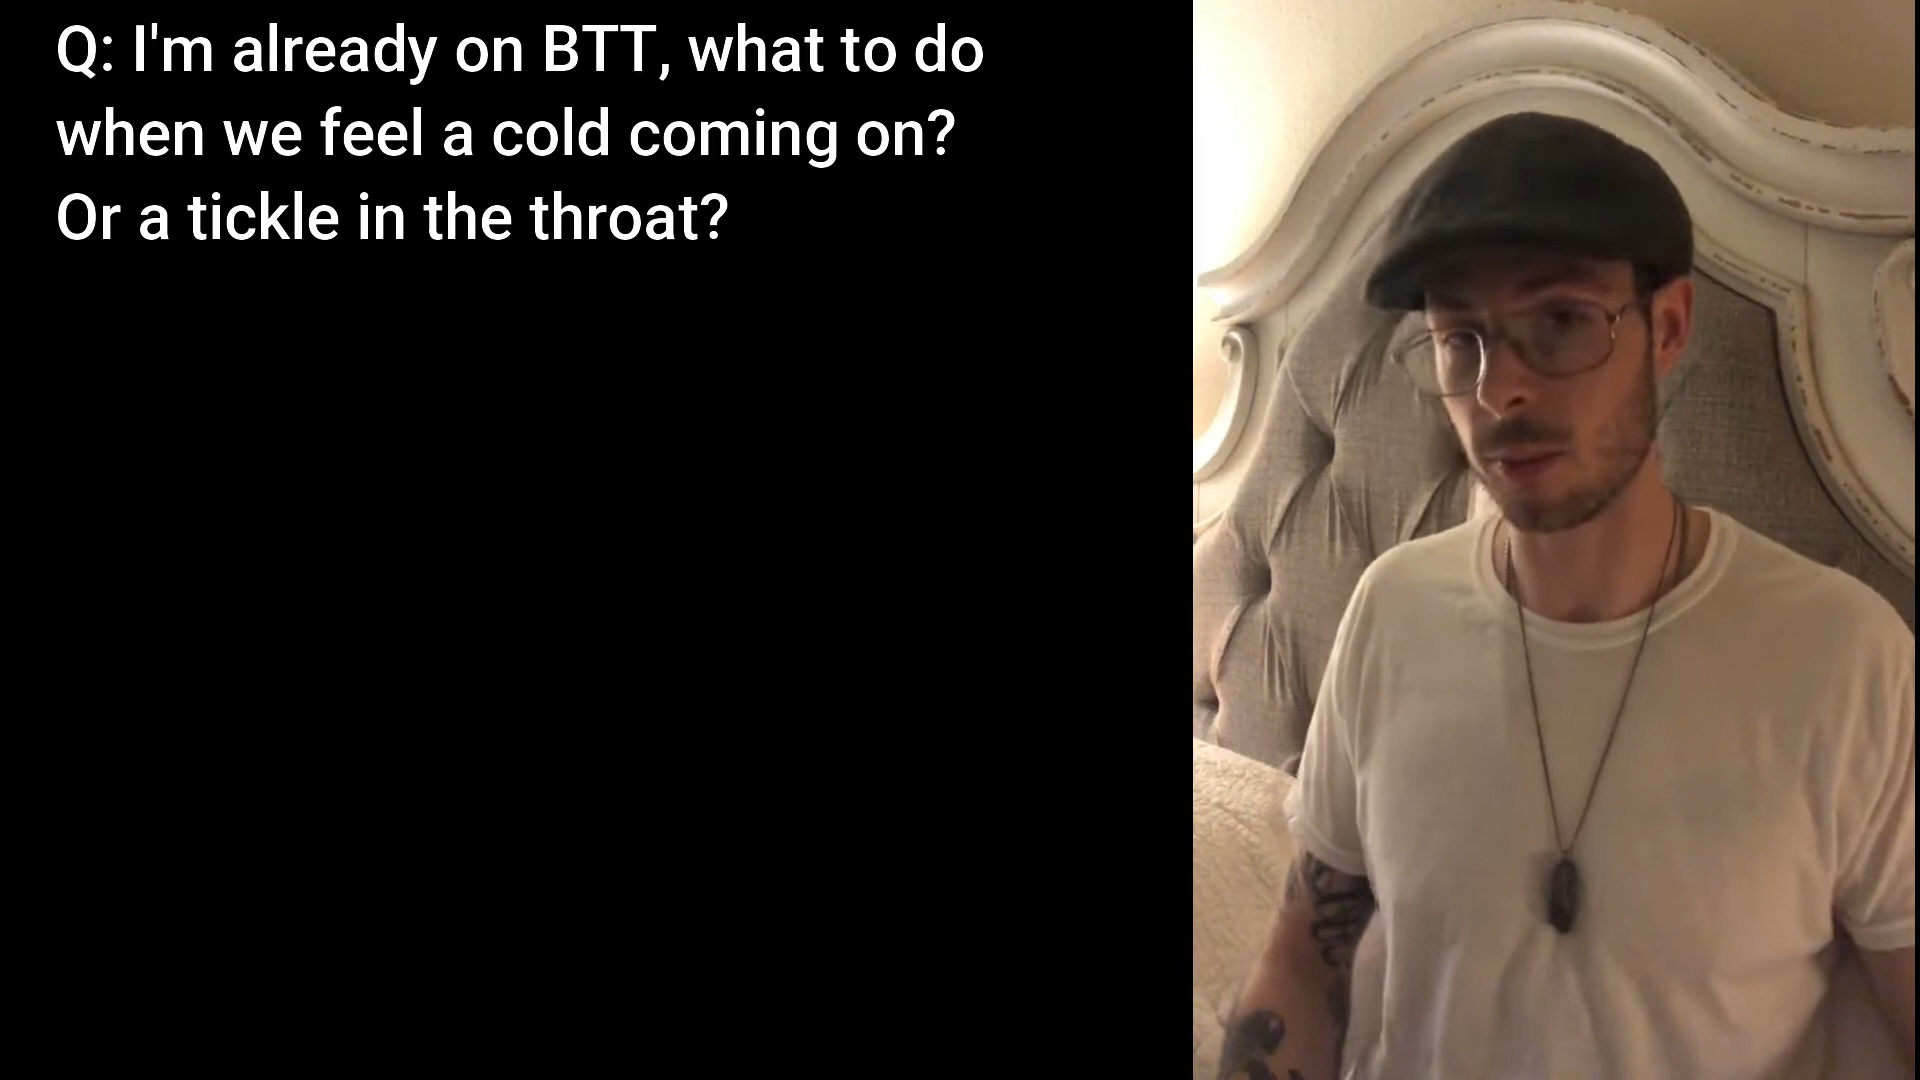 Q: I'm already on BTT, what to do
when we feel a cold coming on?
Or a tickle in the throat?